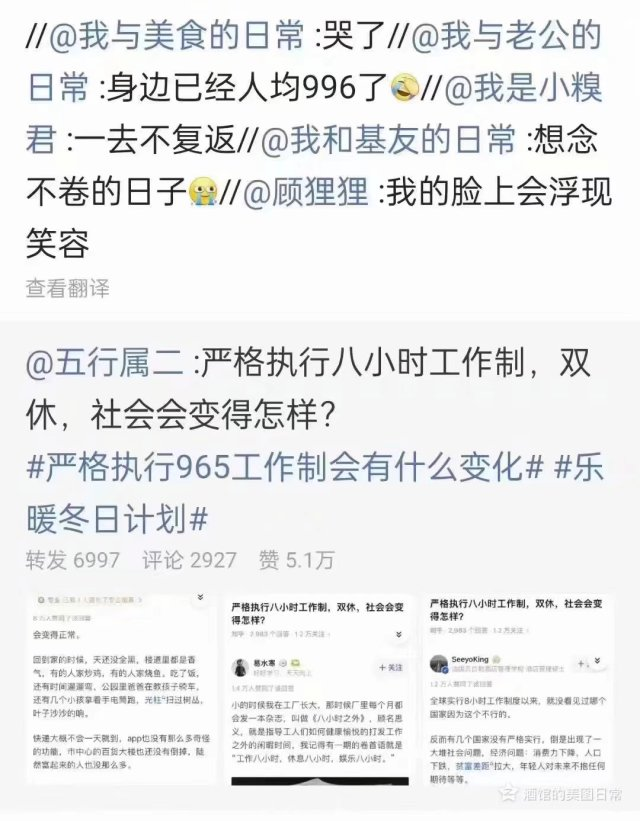 //@我与美食的日常 :哭了//@我与老公的
日常 :身边已经人均996了🤣//@我是小糗
君 :一去不复返//@我和基友的日常 :想念
不卷的日子😭//@顾狸狸 :我的脸上会浮现
笑容
查看翻译
@五行属二 :严格执行八小时工作制，双
休，社会会变得怎样？
#严格执行965工作制会有什么变化# #乐
暖冬日计划#
转发 6997 评论 2927 赞 5.1万
会变得正常。
回到家的时候，天还没全黑，楼道里都是香
气，有的人家炒鸡，有的人家烧鱼。吃了饭，
还有时间遛遛弯，公园里爸爸在教孩子骑车，
还有几个小孩拿着手电筒跑，光柱扫过树丛，
叶子沙沙的响。
快递大概不会一天就到，app也没有那么多奇怪
的功能，市中心的百货大楼也还没有倒掉，陡
然富起来的人也没那么多。
严格执行八小时工作制，双休，社会会变
得怎样？
知乎 · 2,983 个回答 · 1.2 万关注
葛水寒
+ 关注
1.4 万人赞同了该回答
小的时候我在工厂长大，那时候厂里每个月都
会发一本杂志，叫做《八小时之外》，顾名思
义，就是指导工人们如何健康愉悦的打发工作
之外的闲暇时间，我记得有一期的卷首语就是
“工作八小时，休息八小时，娱乐八小时。”
严格执行八小时工作制，双休，社会会变
得怎样？
知乎 · 2,983 个回答 · 1.2 万关注
SeeyoKing
1.2 万人赞同了该回答
全球实行8小时工作制度以来，就没看见过哪个
国家因为这个不行的。
反而有几个国家没有严格实行，倒是出现了一
大堆社会问题，经济问题：消费力下降，人口
下跌，贫富差距拉大，年轻人对未来不抱任何
期待等等。
酒馆的美图日常